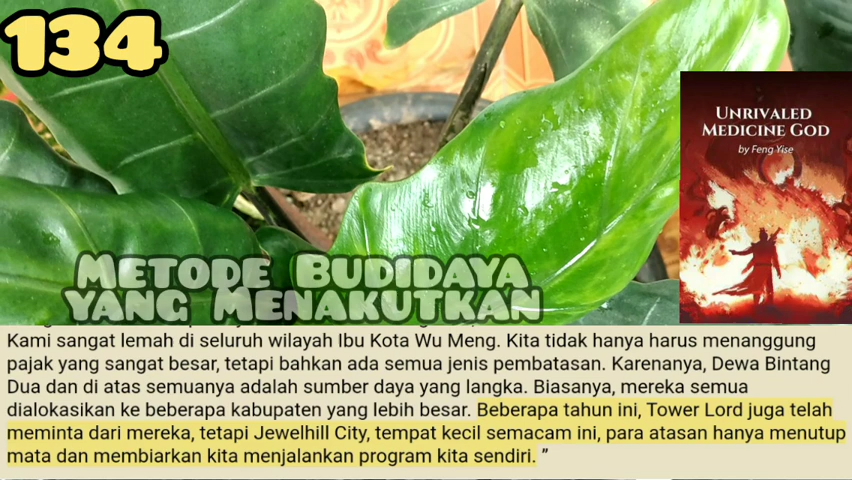 134
UNRIVALED
MEDICINE GOD
by Feng Yise
METODE BUDIDAYA
YANG MENAKUTKAN
Kami sangat lemah di seluruh wilayah Ibu Kota Wu Meng. Kita tidak hanya harus menanggung
pajak yang sangat besar, tetapi bahkan ada semua jenis pembatasan. Karenanya, Dewa Bintang
Dua dan di atas semuanya adalah sumber daya yang langka. Biasanya, mereka semua
dialokasikan ke beberapa kabupaten yang lebih besar. Beberapa tahun ini, Tower Lord juga telah
meminta dari mereka, tetapi Jewelhill City, tempat kecil semacam ini, para atasan hanya menutup
mata dan membiarkan kita menjalankan program kita sendiri. ”